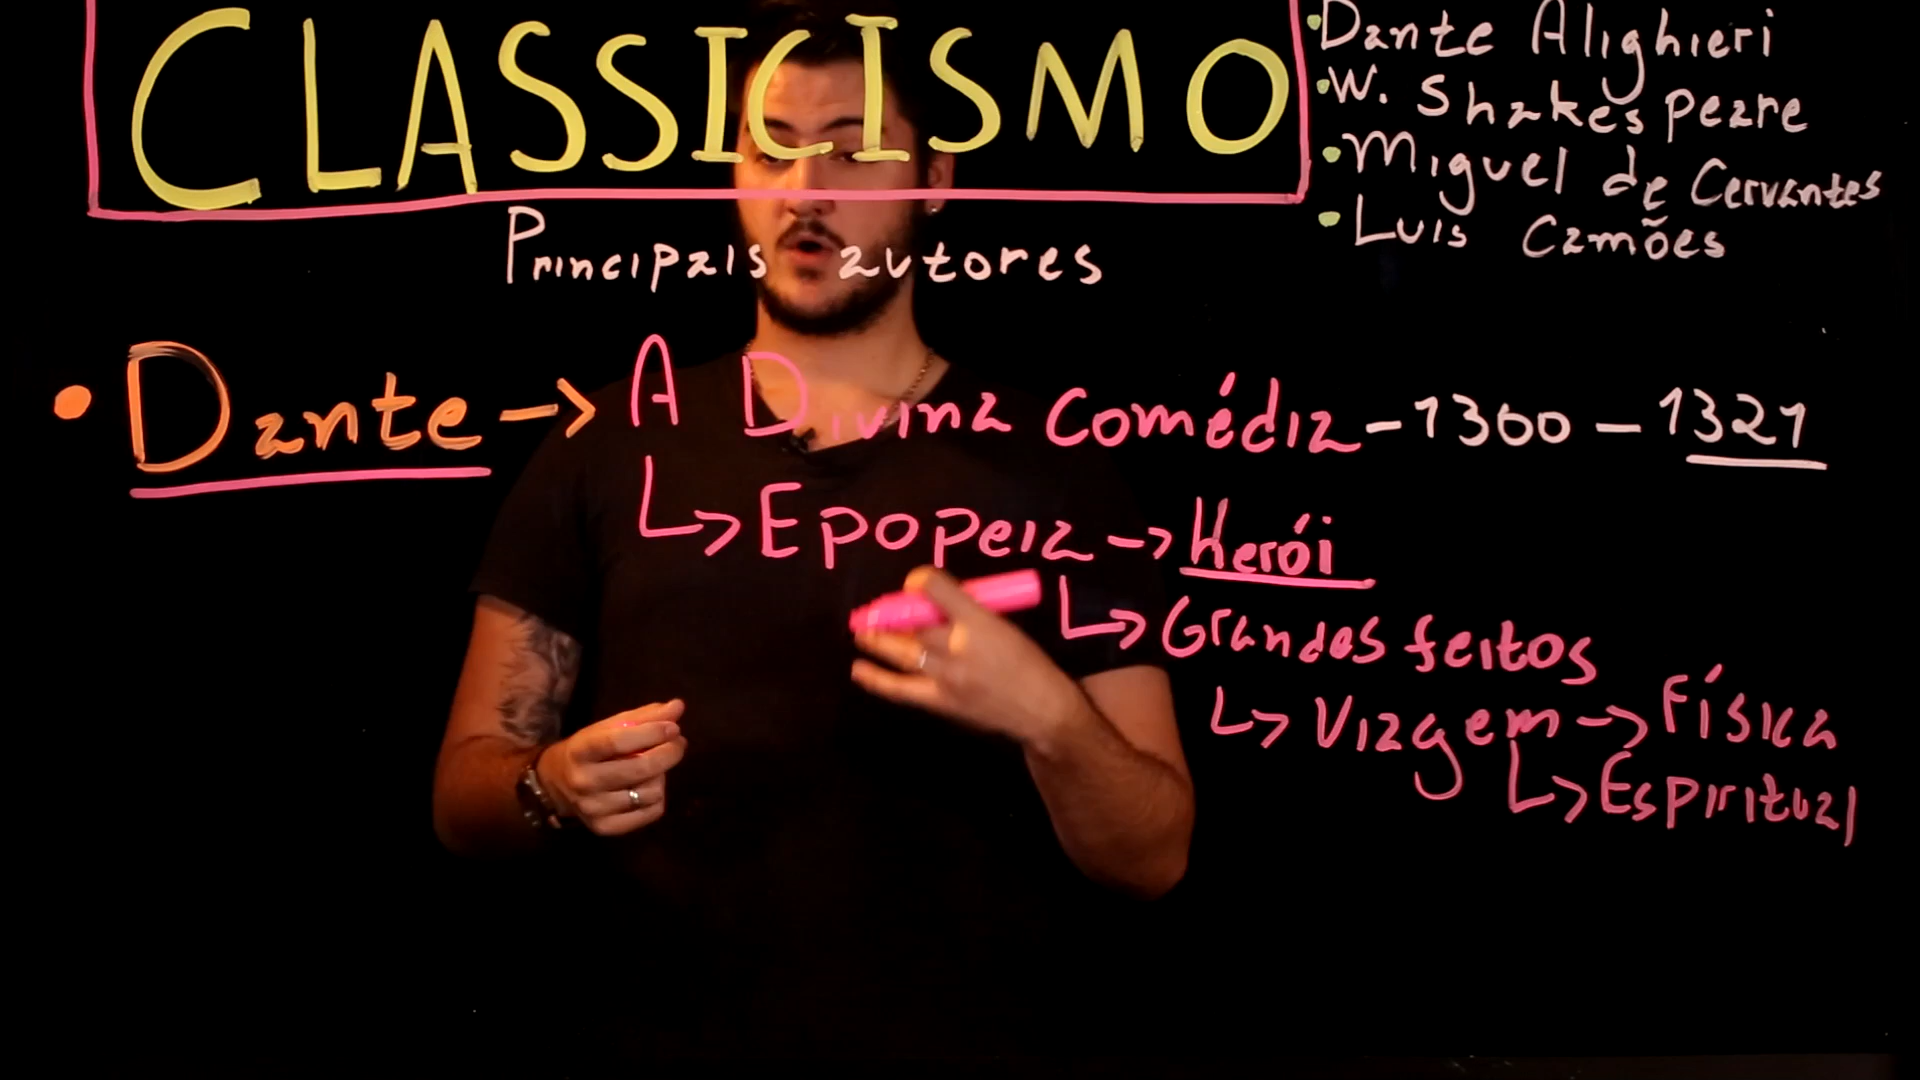 CLASSICISMO
• Dante Alighieri
• W. Shakespeare
• Miguel de Cervantes
• Luis Camões
Principais autores
• Dante -> A Divina Comédia - 1300 - 1321
↳ Epopeia -> Herói
↳ Grandes feitos
↳ Viagem -> Física
↳ Espiritual